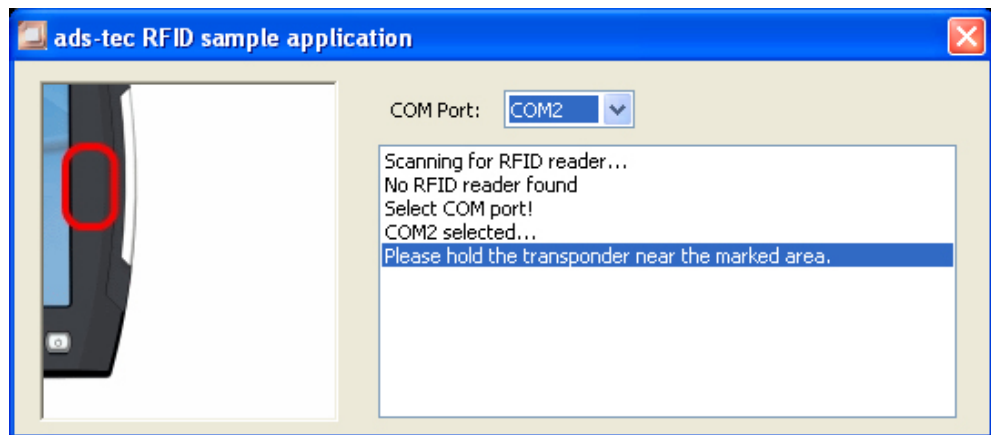 ads-tec RFID sample application
COM Port: COM2
Scanning for RFID reader...
No RFID reader found
Select COM port!
COM2 selected...
Please hold the transponder near the marked area.